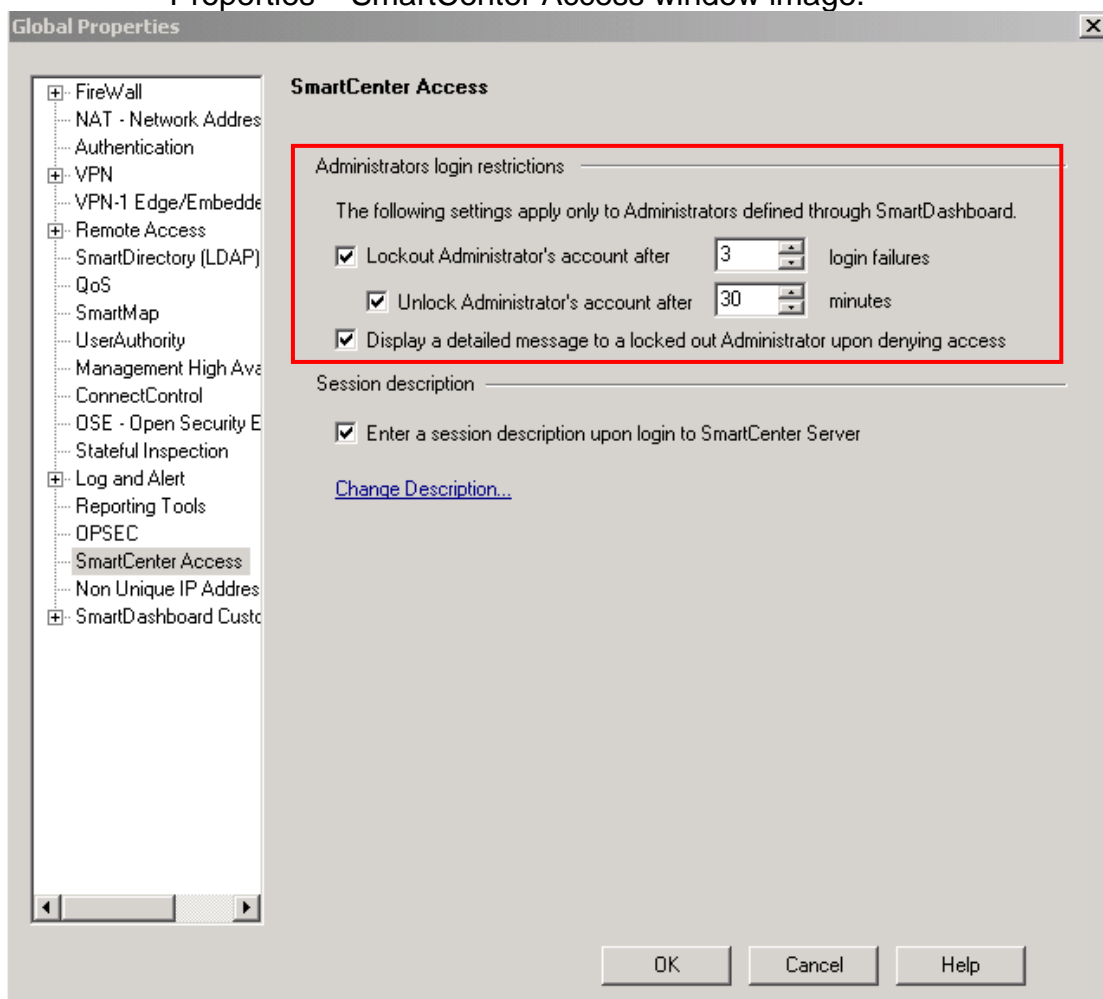 Properties – SmartCenter Access window image.
Global Properties
FireWall
NAT - Network Addres
Authentication
VPN
VPN-1 Edge/Embedde
Remote Access
SmartDirectory (LDAP)
QoS
SmartMap
UserAuthority
Management High Ava
ConnectControl
OSE - Open Security E
Stateful Inspection
Log and Alert
Reporting Tools
OPSEC
SmartCenter Access
Non Unique IP Addres
SmartDashboard Custo
SmartCenter Access
Administrators login restrictions
The following settings apply only to Administrators defined through SmartDashboard.
Lockout Administrator's account after 3 login failures
Unlock Administrator's account after 30 minutes
Display a detailed message to a locked out Administrator upon denying access
Session description
Enter a session description upon login to SmartCenter Server
Change Description...
OK Cancel Help